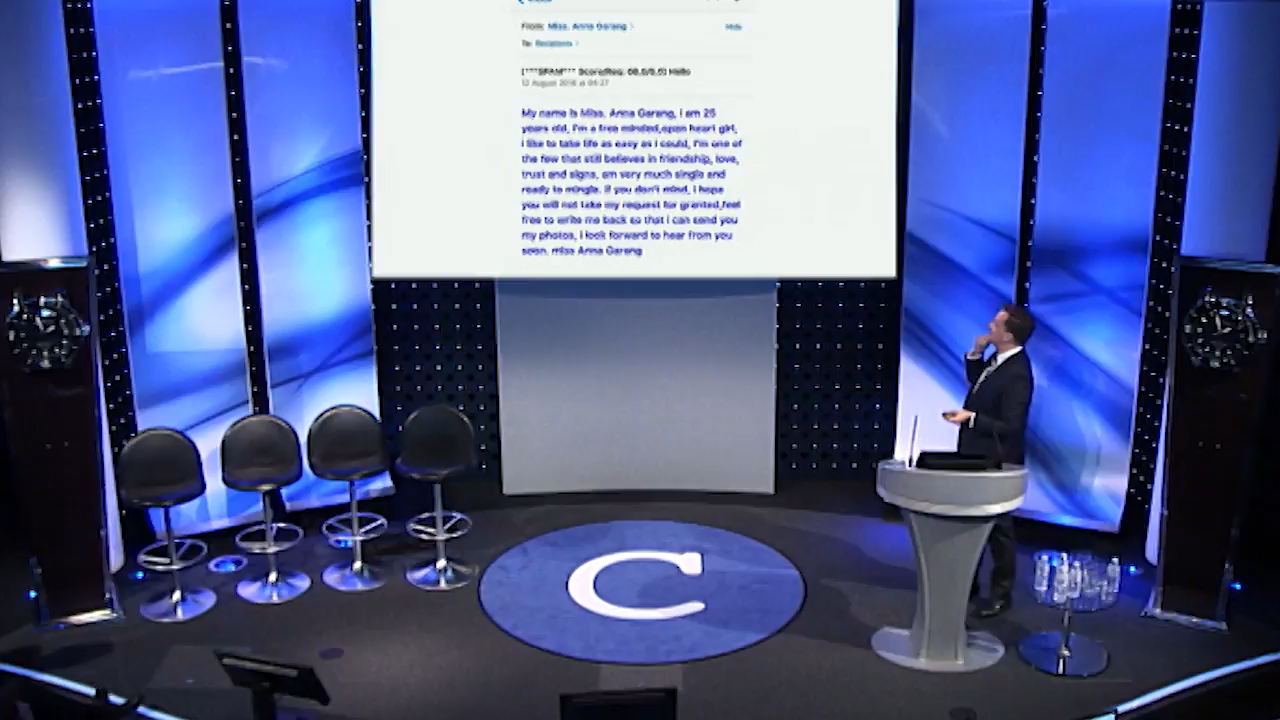 From: Miss. Anna Garang >
Hide
To: Recipients >
[***SPAM*** Score/Req: 08.6/5.5] Hello
12 August 2016 at 04:27
My name is Miss. Anna Garang, i am 25
years old, I'm a free minded,open heart girl,
i like to take life as easy as i could, I'm one of
the few that still believes in friendship, love,
trust and signs, am very much single and
ready to mingle. if you don't mind, i hope
you will not take my request for granted,feel
free to write me back so that i can send you
my photos, i look forward to hear from you
soon. miss Anna Garang
C